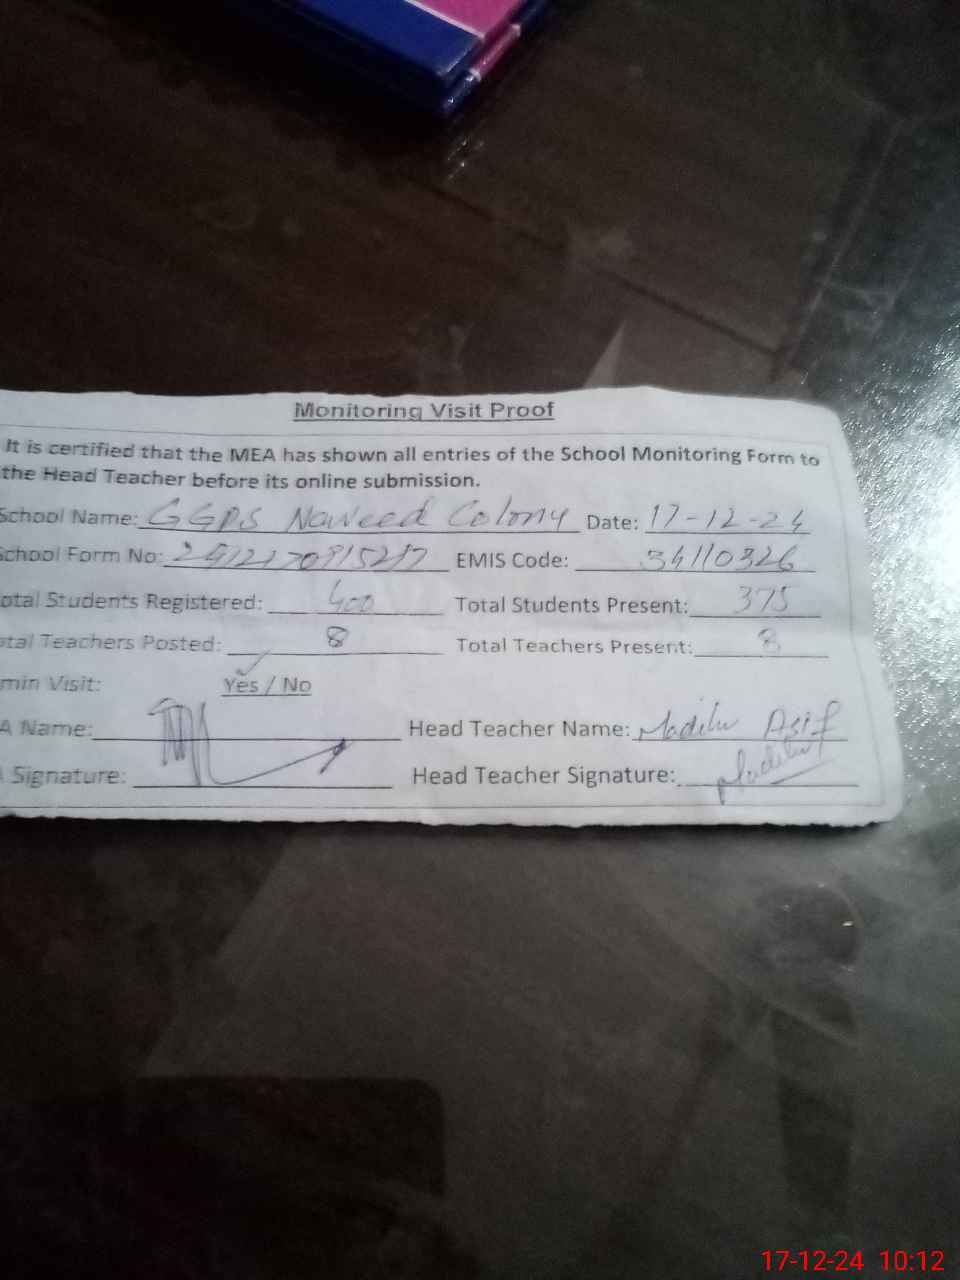 Monitoring Visit Proof
It is certified that the MEA has shown all entries of the School Monitoring Form to
the Head Teacher before its online submission.
School Name: GGPS Naweed Colony Date: 17-12-24
School Form No: EMIS Code: 34110326
otal Students Registered: 400 Total Students Present: 375
otal Teachers Posted: 8 Total Teachers Present: 8
min Visit: Yes / No
A Name: Head Teacher Name: Asif
Signature: Head Teacher Signature:
17-12-24 10:12